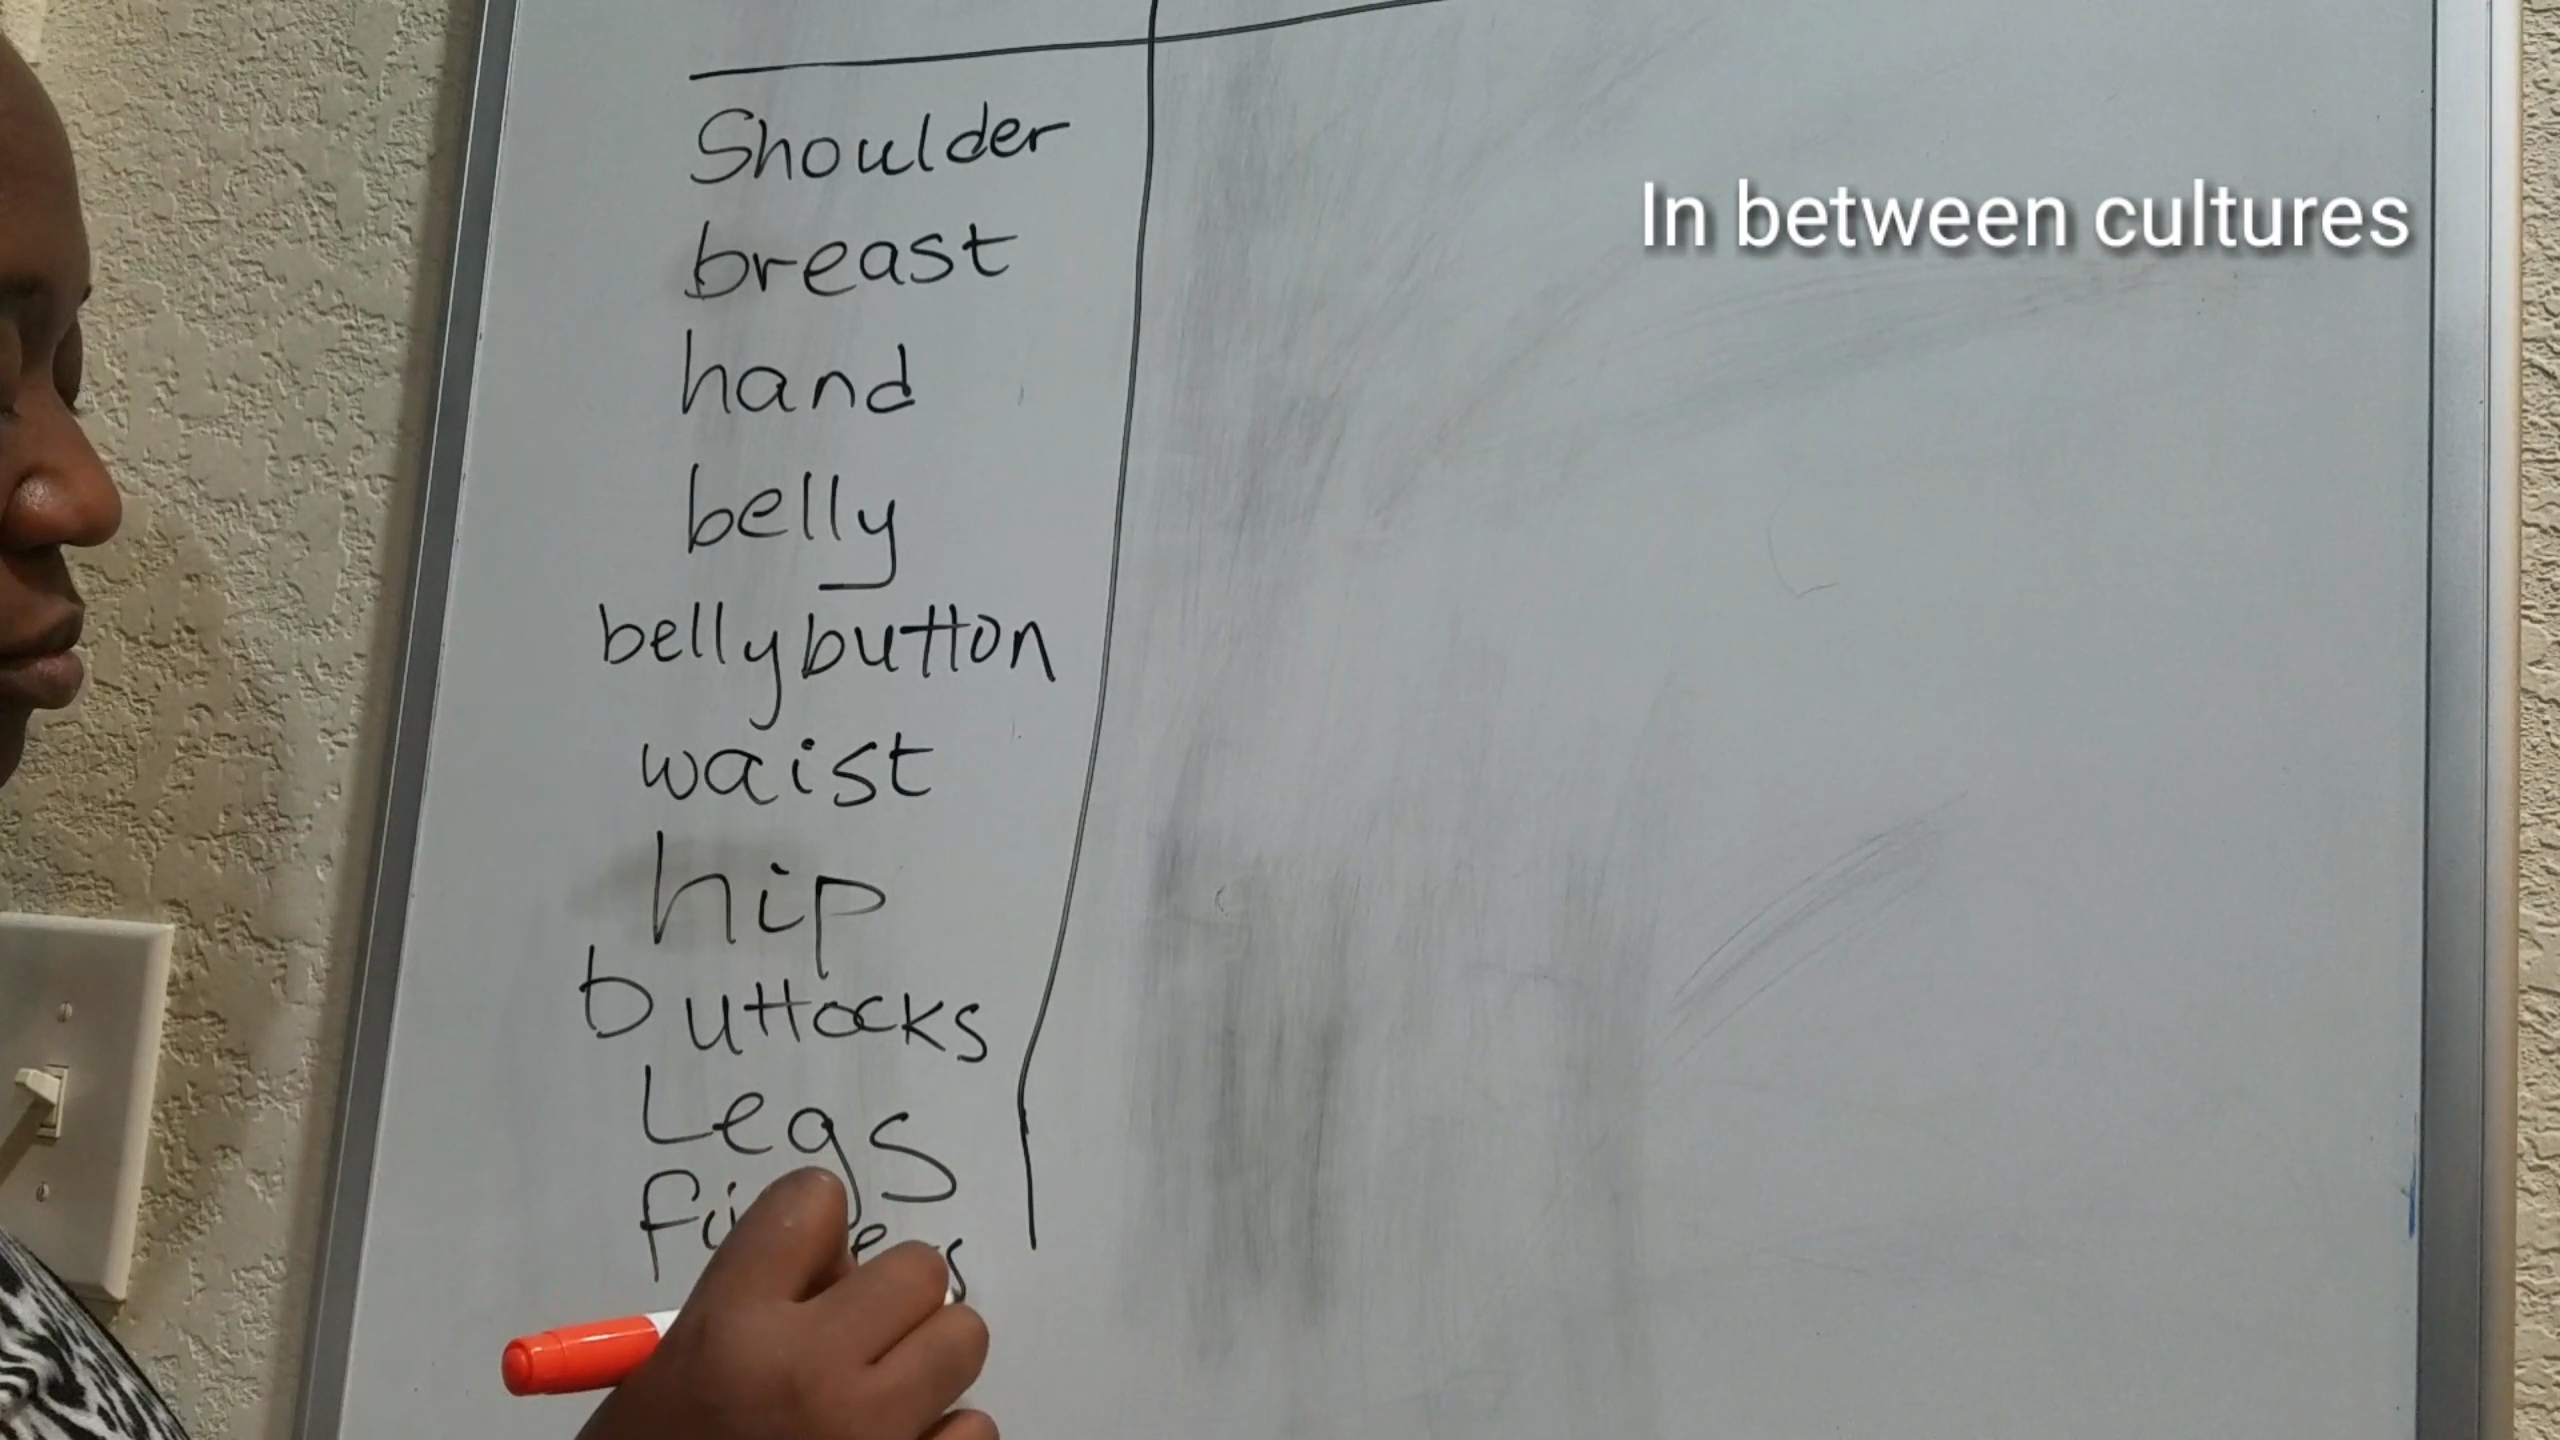 Shoulder
breast
hand
belly
bellybutton
waist
hip
buttocks
Legs
In between cultures